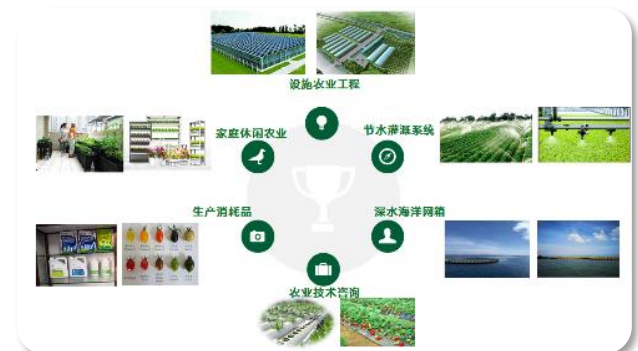 设施农业工程
家庭休闲农业
节水灌溉系统
生产消耗品
深水海洋网箱
农业技术咨询